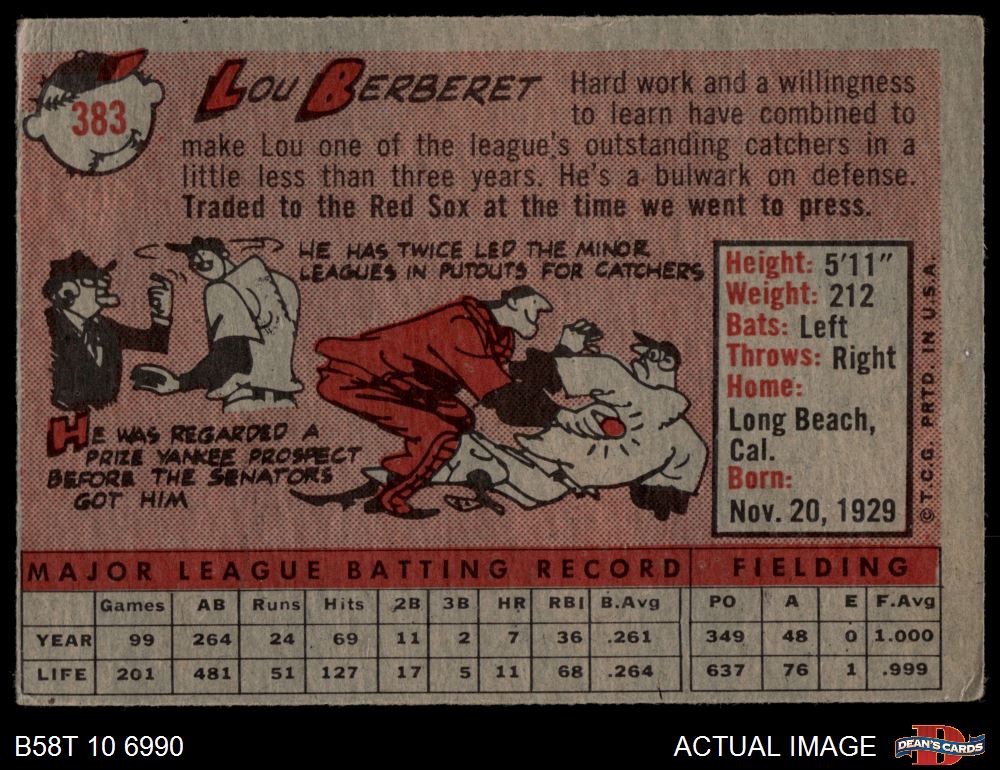 383
LOU BERBERET
Hard work and a willingness
to learn have combined to
make Lou one of the league's outstanding catchers in a
little less than three years. He's a bulwark on defense.
Traded to the Red Sox at the time we went to press.
HE HAS TWICE LED THE MINOR
LEAGUES IN PUTOUTS FOR CATCHERS
HE WAS REGARDED A
PRIZE YANKEE PROSPECT
BEFORE THE SENATORS
GOT HIM
Height: 5'11"
Weight: 212
Bats: Left
Throws: Right
Home:
Long Beach,
Cal.
Born:
Nov. 20, 1929
© T.C.G. PRTD. IN U.S.A.
MAJOR LEAGUE BATTING RECORD FIELDING
Games AB Runs Hits 2B 3B HR RBI B.Avg PO A E F.Avg
YEAR 99 264 24 69 11 2 7 36 .261 349 48 0 1.000
LIFE 201 481 51 127 17 5 11 68 .264 637 76 1 .999
B58T 10 6990
ACTUAL IMAGE
D
DEAN'S CARDS